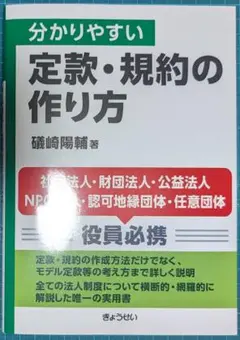 分かりやすい
定款・規約の
作り方
礒崎陽輔 著
社 法人・財団法人・公益法人
NP 人・認可地縁団体・任意団体
役員必携
定款・規約の作成方法だけでなく、
モデル定款等の考え方まで詳しく説明
全ての法人制度について横断的・網羅的に
解説した唯一の実用書
ぎょうせい